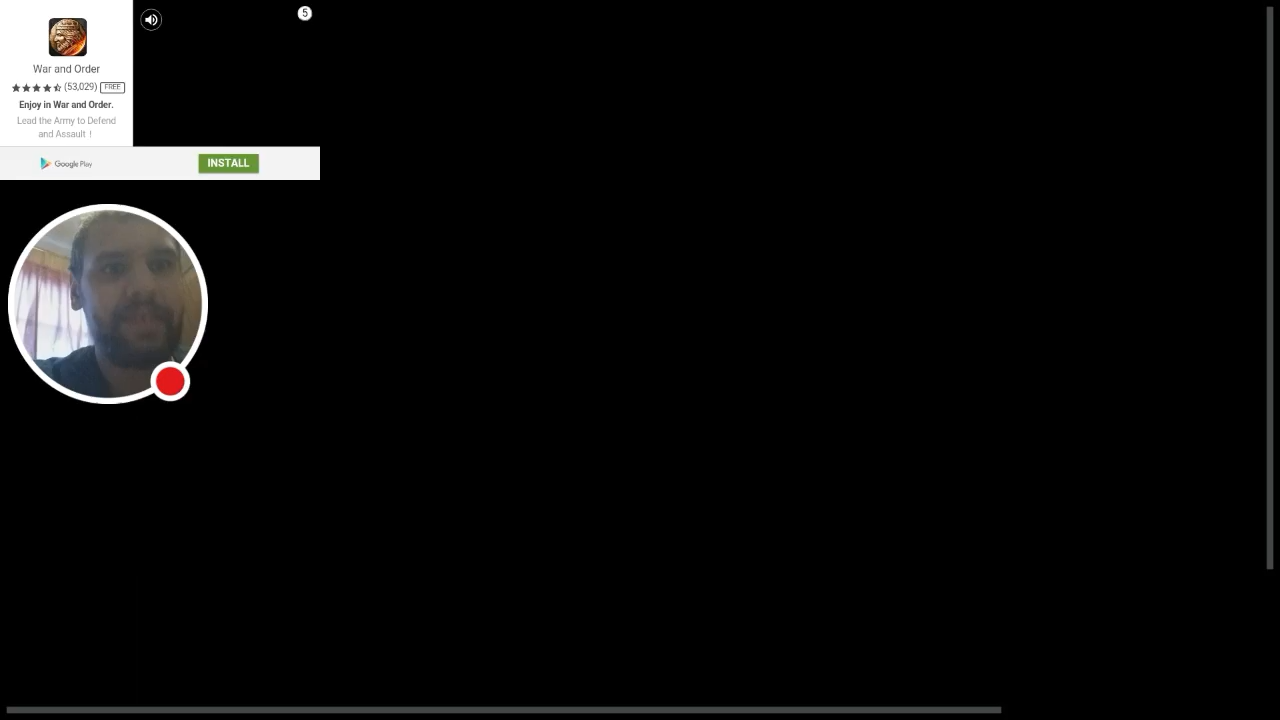 5
War and Order
(53,029) FREE
Enjoy in War and Order.
Lead the Army to Defend
and Assault !
Google Play
INSTALL